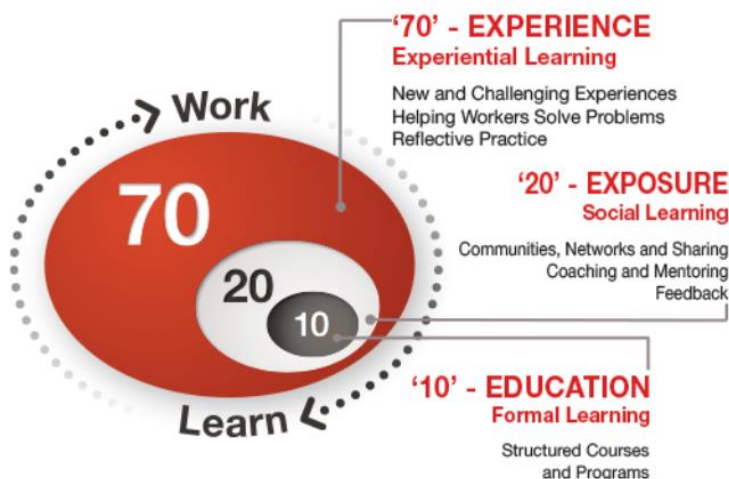 ‘70’ - EXPERIENCE
Experiential Learning
New and Challenging Experiences
Helping Workers Solve Problems
Reflective Practice
Work
70
‘20’ - EXPOSURE
Social Learning
Communities, Networks and Sharing
Coaching and Mentoring
Feedback
20
10
‘10’ - EDUCATION
Formal Learning
Structured Courses
and Programs
Learn